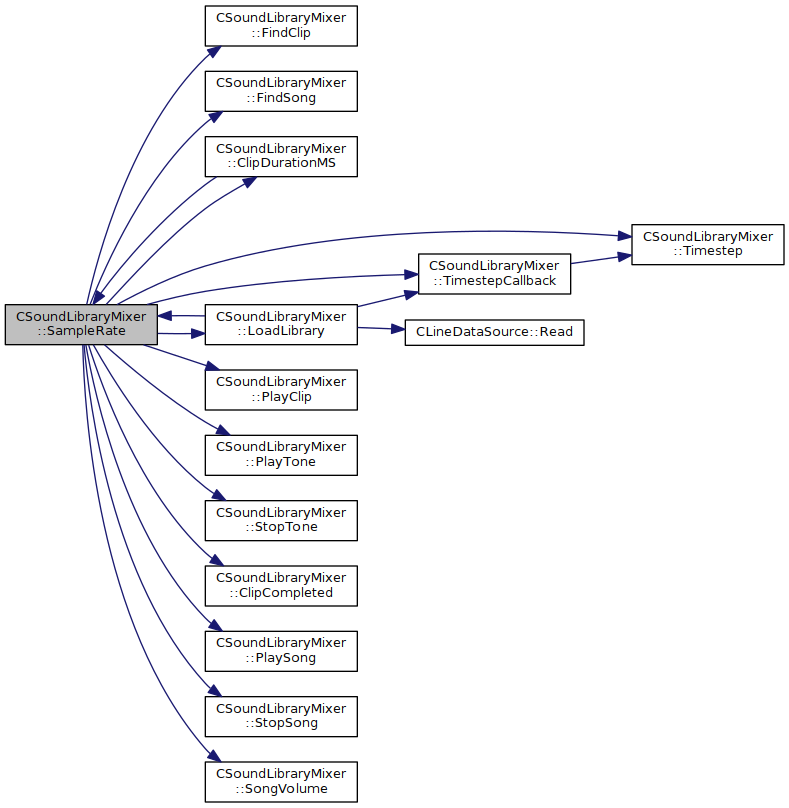 CSoundLibraryMixer
::FindClip
CSoundLibraryMixer
::FindSong
CSoundLibraryMixer
::ClipDurationMS
CSoundLibraryMixer
::Timestep
CSoundLibraryMixer
::TimestepCallback
CSoundLibraryMixer
::SampleRate
CSoundLibraryMixer
::LoadLibrary
CLineDataSource::Read
CSoundLibraryMixer
::PlayClip
CSoundLibraryMixer
::PlayTone
CSoundLibraryMixer
::StopTone
CSoundLibraryMixer
::ClipCompleted
CSoundLibraryMixer
::PlaySong
CSoundLibraryMixer
::StopSong
CSoundLibraryMixer
::SongVolume